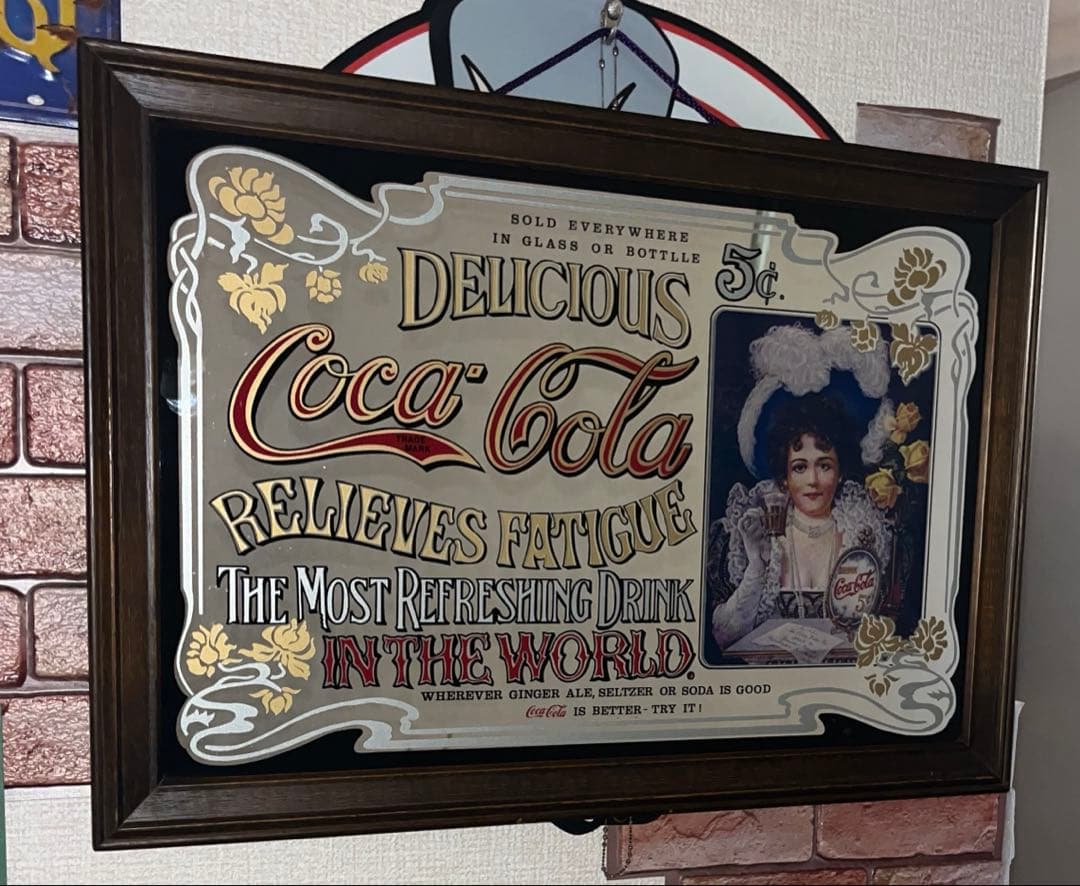 SOLD EVERYWHERE
IN GLASS OR BOTTLLE
5¢.
DELICIOUS
Coca-Cola
TRADE
MARK
RELIEVES FATIGUE
THE MOST REFRESHING DRINK
IN THE WORLD.
WHEREVER GINGER ALE, SELTZER OR SODA IS GOOD
Coca-Cola IS BETTER - TRY IT!
Coca-Cola
5¢